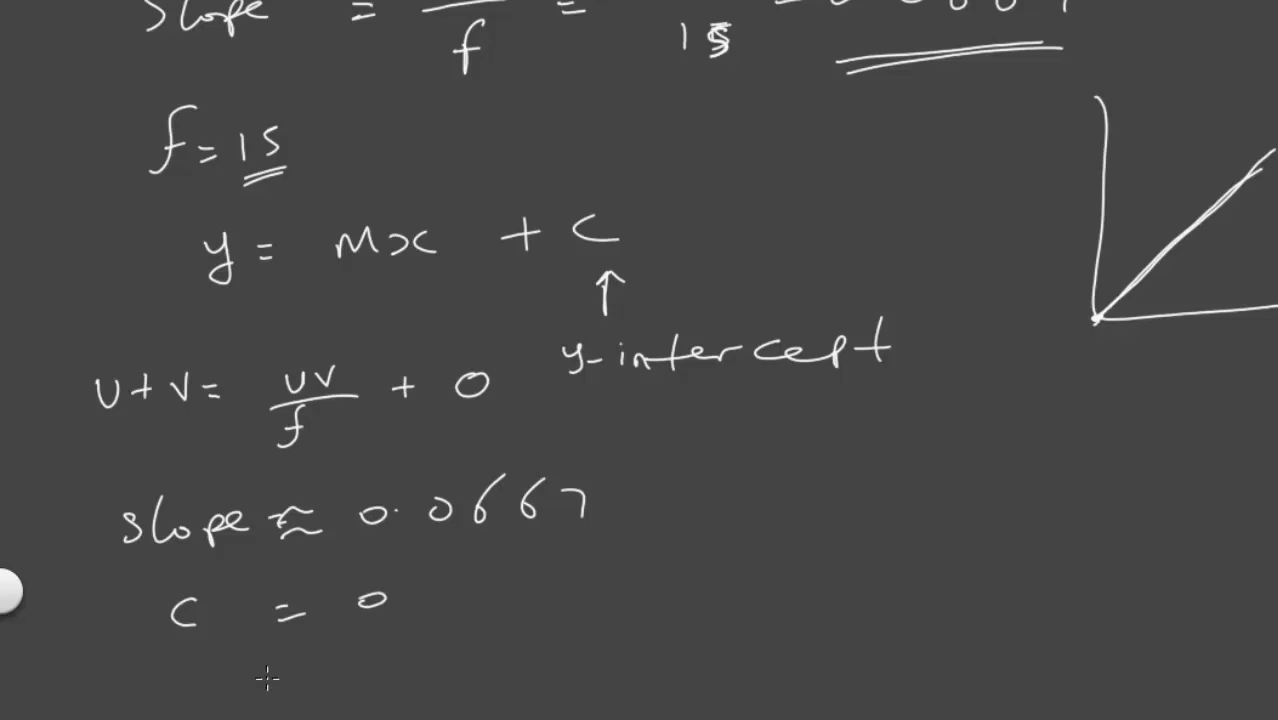 slope = — / f = / 15
f = 15
y = mx + c
↑
y-intercept
u + v = uv/f + 0
slope ≈ 0.0667
c = 0